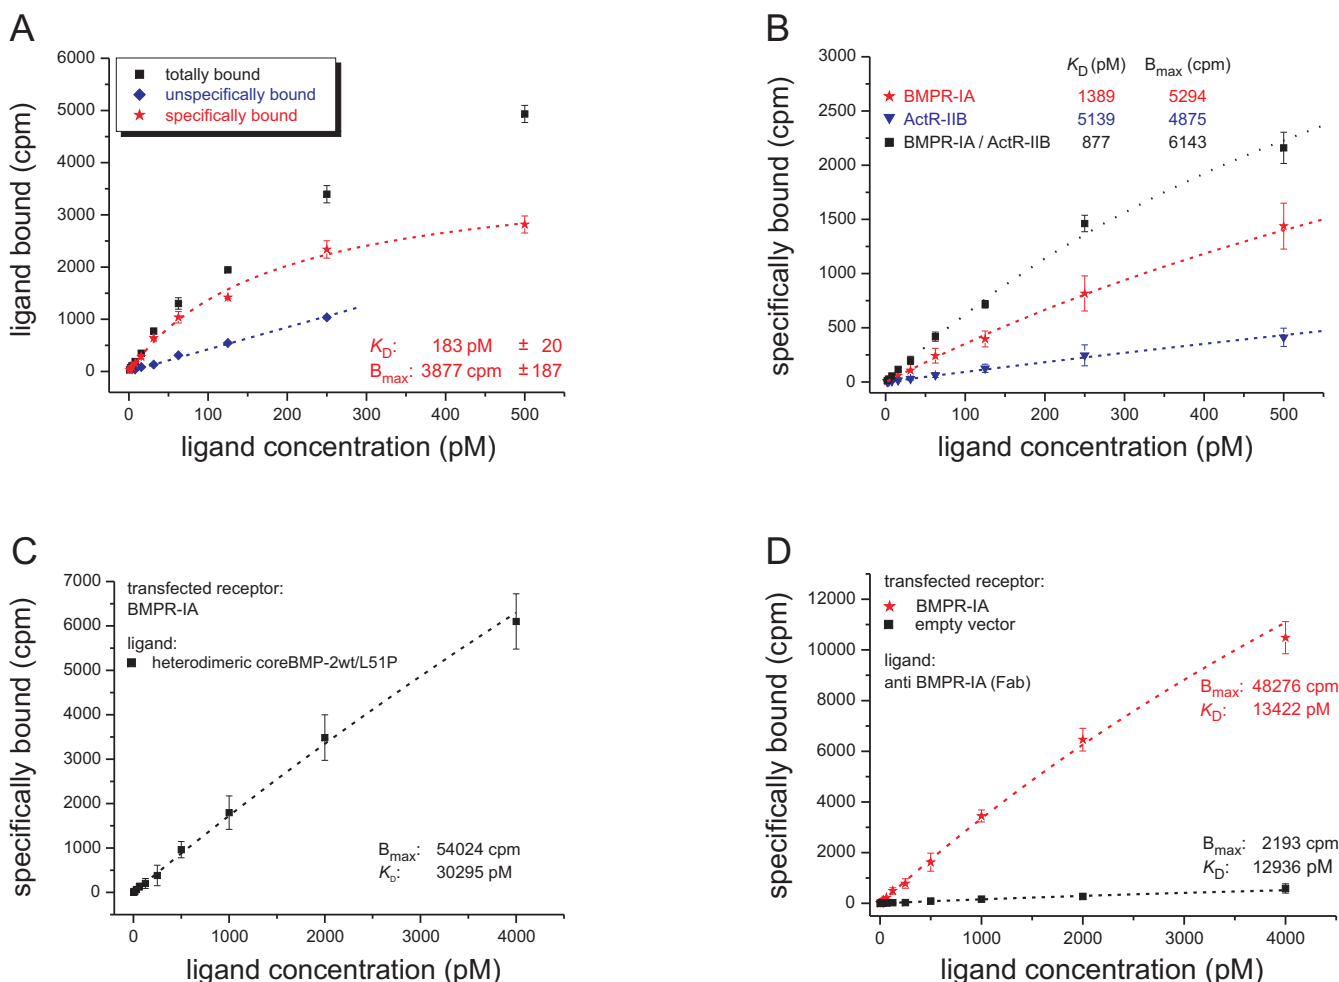 A
ligand bound (cpm)
6000
5000
4000
3000
2000
1000
0
totally bound
unspecifically bound
specifically bound
K_D: 183 pM ± 20
B_max: 3877 cpm ±187
0 100 200 300 400 500
ligand concentration (pM)
B
specifically bound (cpm)
3000
2500
2000
1500
1000
500
0
K_D (pM) B_max (cpm)
BMPR-IA 1389 5294
ActR-IIB 5139 4875
BMPR-IA / ActR-IIB 877 6143
0 100 200 300 400 500
ligand concentration (pM)
C
specifically bound (cpm)
7000
6000
5000
4000
3000
2000
1000
0
transfected receptor:
BMPR-IA
ligand:
heterodimeric coreBMP-2wt/L51P
B_max: 54024 cpm
K_D: 30295 pM
0 1000 2000 3000 4000
ligand concentration (pM)
D
specifically bound (cpm)
12000
10000
8000
6000
4000
2000
0
transfected receptor:
BMPR-IA
empty vector
ligand:
anti BMPR-IA (Fab)
B_max: 48276 cpm
K_D: 13422 pM
B_max: 2193 cpm
K_D: 12936 pM
0 1000 2000 3000 4000
ligand concentration (pM)